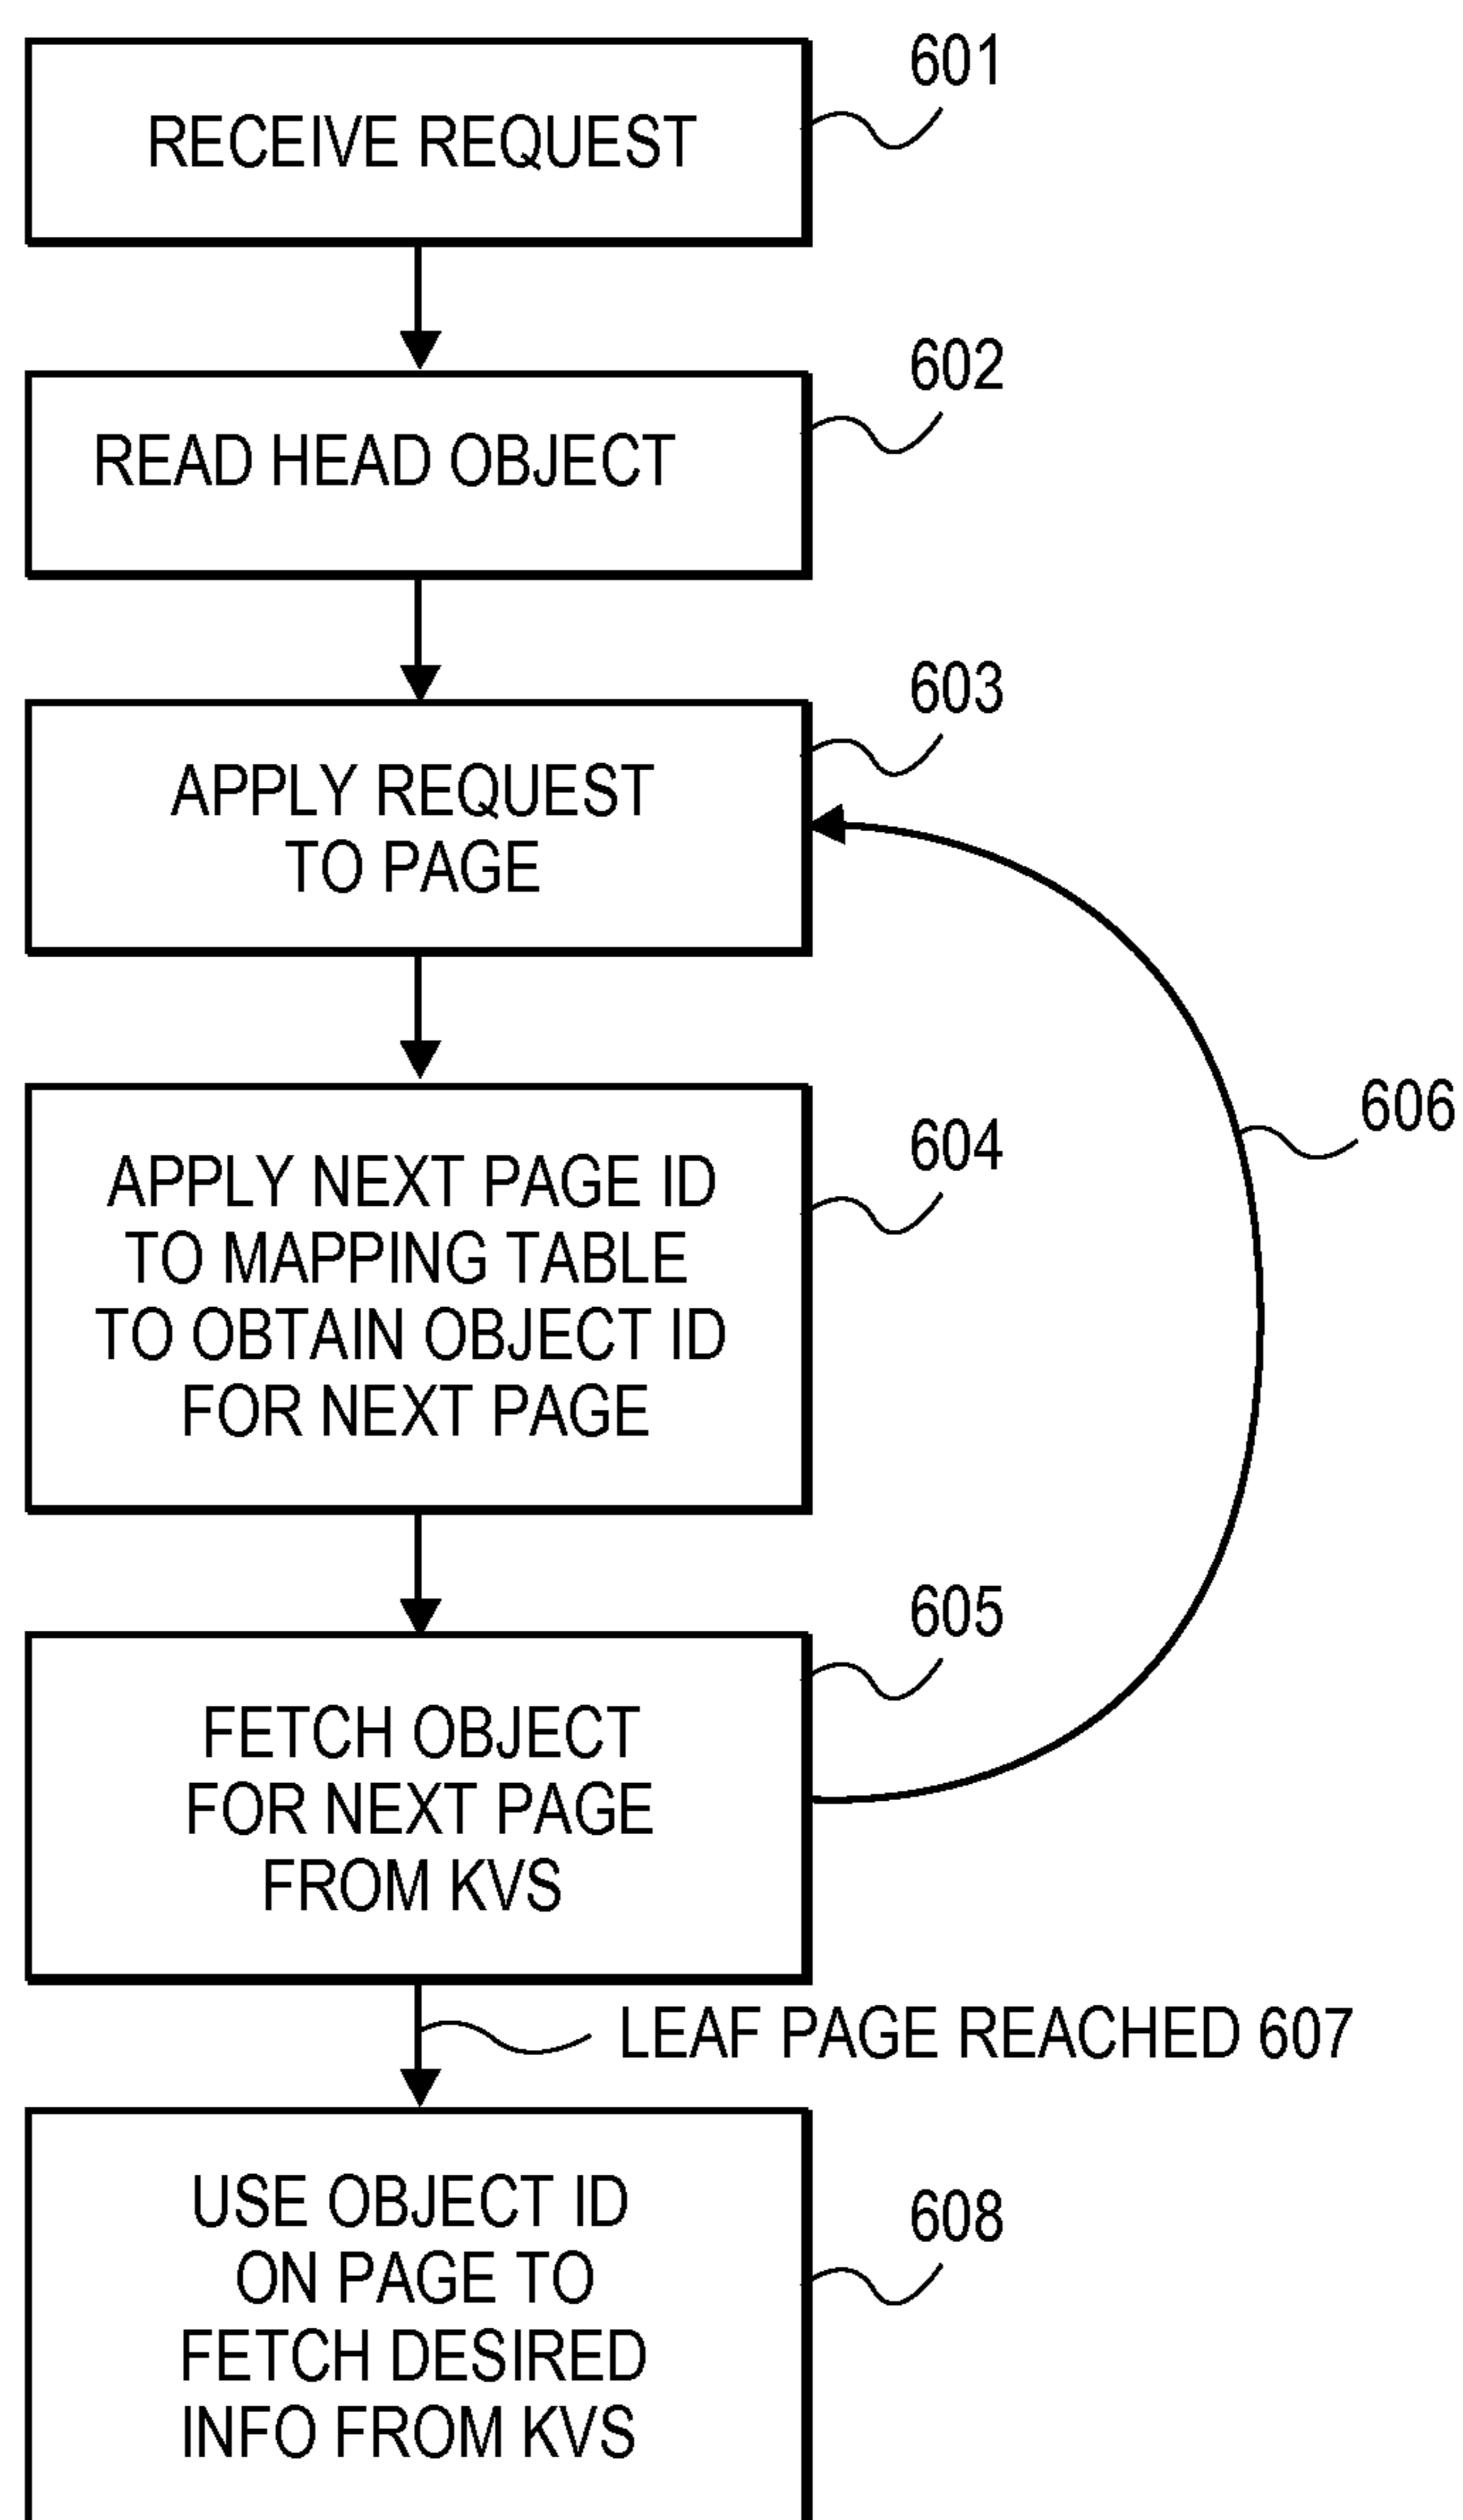 601
RECEIVE REQUEST
602
READ HEAD OBJECT
603
APPLY REQUEST
TO PAGE
606
604
APPLY NEXT PAGE ID
TO MAPPING TABLE
TO OBTAIN OBJECT ID
FOR NEXT PAGE
605
FETCH OBJECT
FOR NEXT PAGE
FROM KVS
LEAF PAGE REACHED 607
USE OBJECT ID
608
ON PAGE TO
FETCH DESIRED
INFO FROM KVS